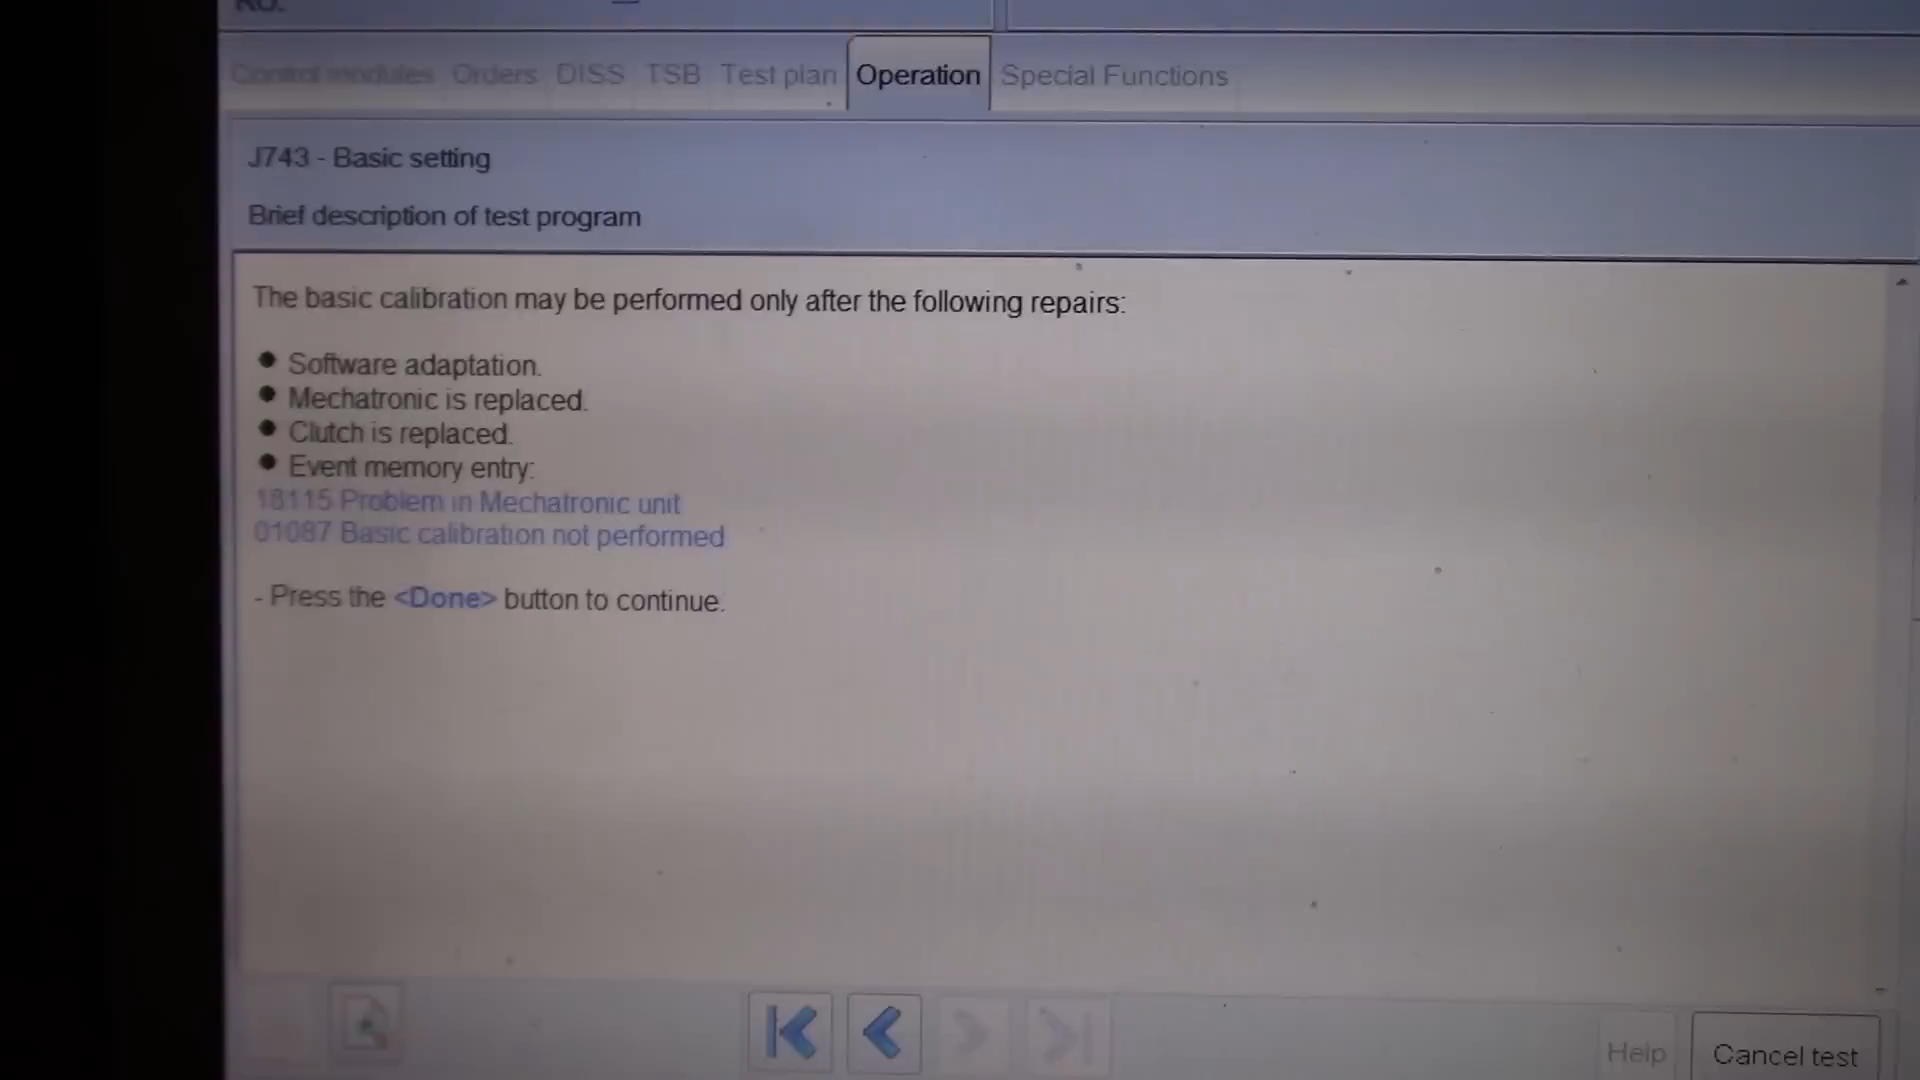 Control modules Orders DISS TSB Test plan Operation Special Functions
J743 - Basic setting
Brief description of test program
The basic calibration may be performed only after the following repairs:
● Software adaptation.
● Mechatronic is replaced.
● Clutch is replaced.
● Event memory entry:
18115 Problem in Mechatronic unit
01087 Basic calibration not performed
- Press the <Done> button to continue.
Help Cancel test